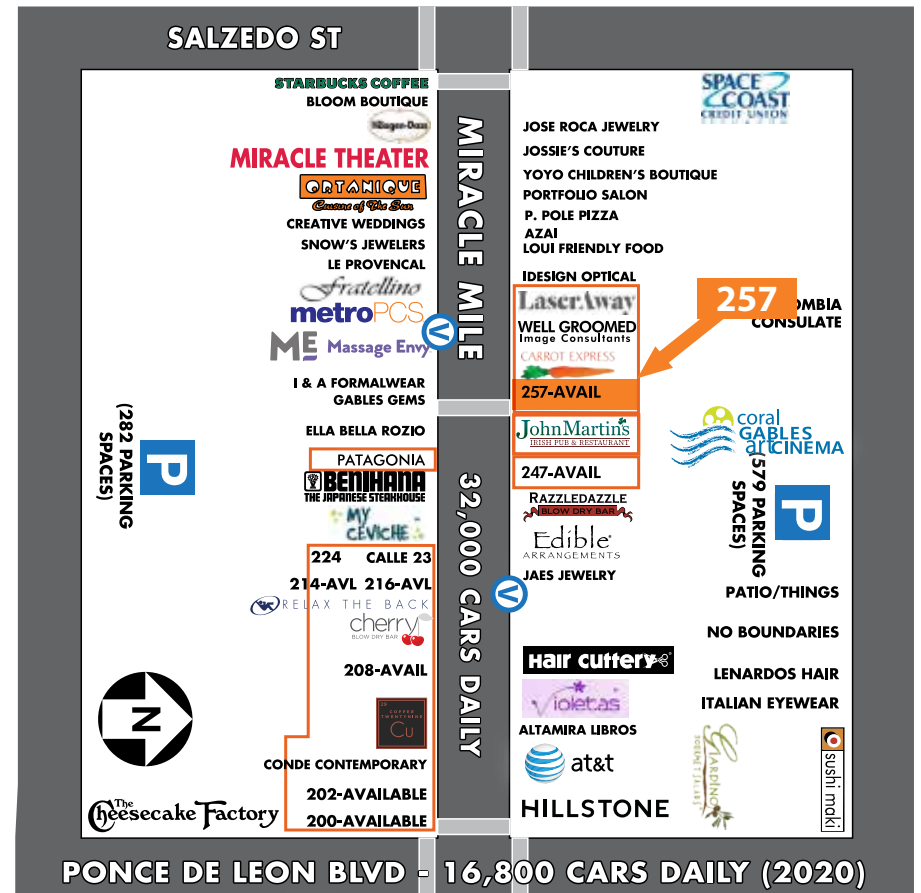 SALZEDO ST
STARBUCKS COFFEE
BLOOM BOUTIQUE
Häagen-Dazs
MIRACLE THEATER
ORTANIQUE
Cuisine of The Sun
CREATIVE WEDDINGS
SNOW'S JEWELERS
LE PROVENCAL
Fratellino
metroPCS
ME Massage Envy
I & A FORMALWEAR
GABLES GEMS
ELLA BELLA ROZIO
PATAGONIA
BENIHANA
THE JAPANESE STEAKHOUSE
MY
CEVICHE
224 CALLE 23
214-AVL 216-AVL
RELAX THE BACK
cherry
BLOW DRY BAR
208-AVAIL
29
COPPER
TWENTYNINE
Cu
CONDE CONTEMPORARY
202-AVAILABLE
200-AVAILABLE
P
(282 PARKING
SPACES)
N
The
Cheesecake Factory
MIRACLE MILE
V
32,000 CARS DAILY
V
SPACE
COAST
CREDIT UNION
JOSE ROCA JEWELRY
JOSSIE'S COUTURE
YOYO CHILDREN'S BOUTIQUE
PORTFOLIO SALON
P. POLE PIZZA
AZAI
LOUI FRIENDLY FOOD
IDESIGN OPTICAL
LaserAway
WELL GROOMED
Image Consultants
CARROT EXPRESS
257-AVAIL
257
OMBIA
CONSULATE
JohnMartin's
IRISH PUB & RESTAURANT
247-AVAIL
RAZZLEDAZZLE
BLOW DRY BAR
Edible
ARRANGEMENTS
JAES JEWELRY
coral
GABLES
artCINEMA
P
(579 PARKING
SPACES)
PATIO/THINGS
NO BOUNDARIES
LENARDOS HAIR
ITALIAN EYEWEAR
Hair cuttery
Violetas
ALTAMIRA LIBROS
at&t
HILLSTONE
GIARDINO
GOURMET SALADS
sushi maki
PONCE DE LEON BLVD - 16,800 CARS DAILY (2020)